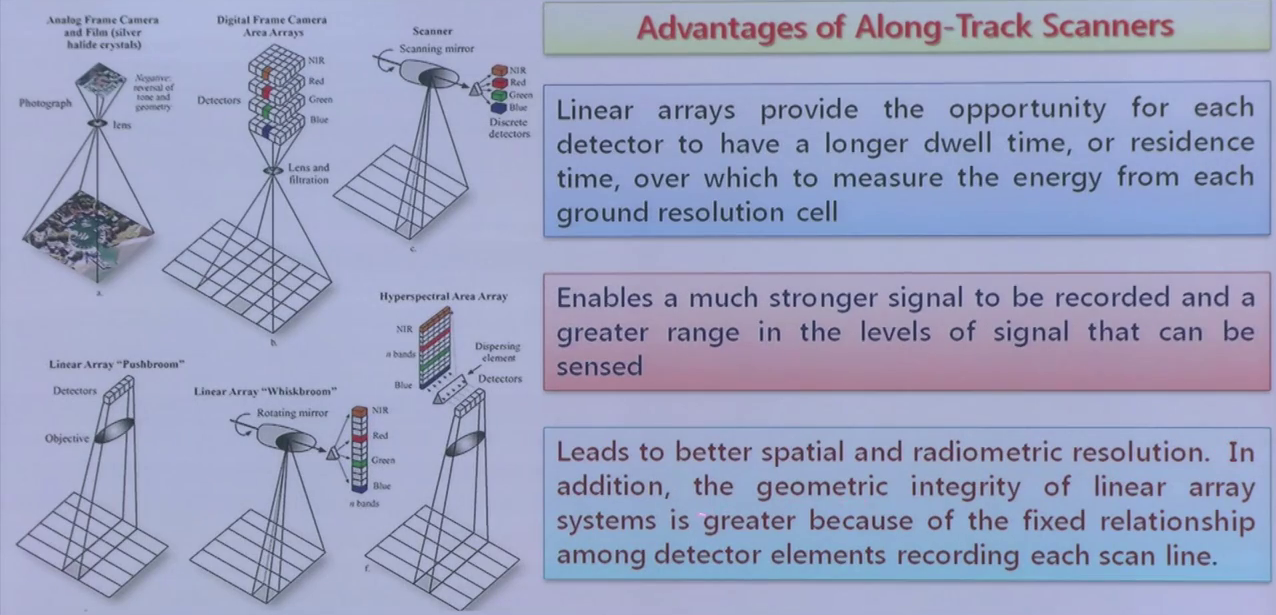 Analog Frame Camera
and Film (silver
halide crystals)
Negative:
reversal of
tone and
geometry
Photograph
lens
a.
Digital Frame Camera
Area Arrays
NIR
Red
Green
Blue
Detectors
Lens and
filtration
b.
Scanner
Scanning mirror
NIR
Red
Green
Blue
Discrete
detectors
c.
Linear Array "Pushbroom"
Detectors
Objective
Linear Array "Whiskbroom"
Rotating mirror
NIR
Red
Green
Blue
n bands
Hyperspectral Area Array
NIR
n bands
Blue
Dispersing
element
Detectors
f.
Advantages of Along-Track Scanners
Linear arrays provide the opportunity for each
detector to have a longer dwell time, or residence
time, over which to measure the energy from each
ground resolution cell
Enables a much stronger signal to be recorded and a
greater range in the levels of signal that can be
sensed
Leads to better spatial and radiometric resolution. In
addition, the geometric integrity of linear array
systems is greater because of the fixed relationship
among detector elements recording each scan line.